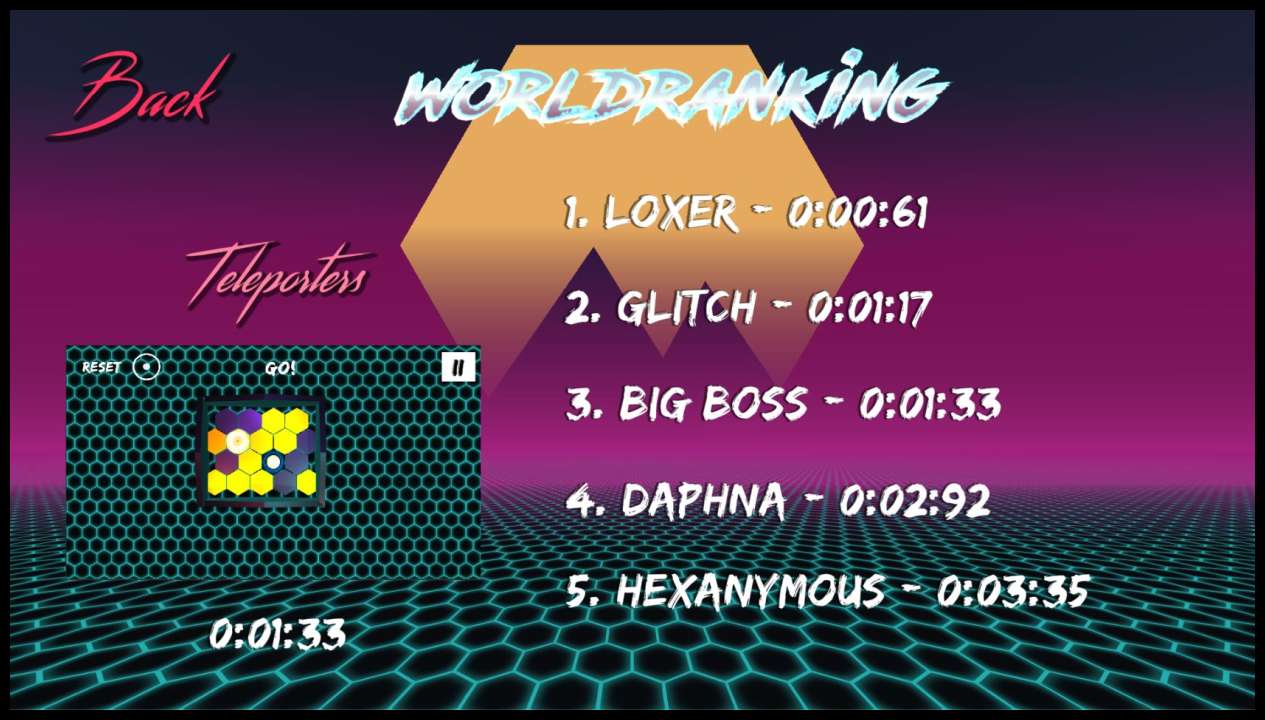 Back
WORLDRANKING
Teleporters
RESET
GO!
0:01:33
1. LOXER - 0:00:61
2. GLITCH - 0:01:17
3. BIG BOSS - 0:01:33
4. DAPHNA - 0:02:92
5. HEXANYMOUS - 0:03:35